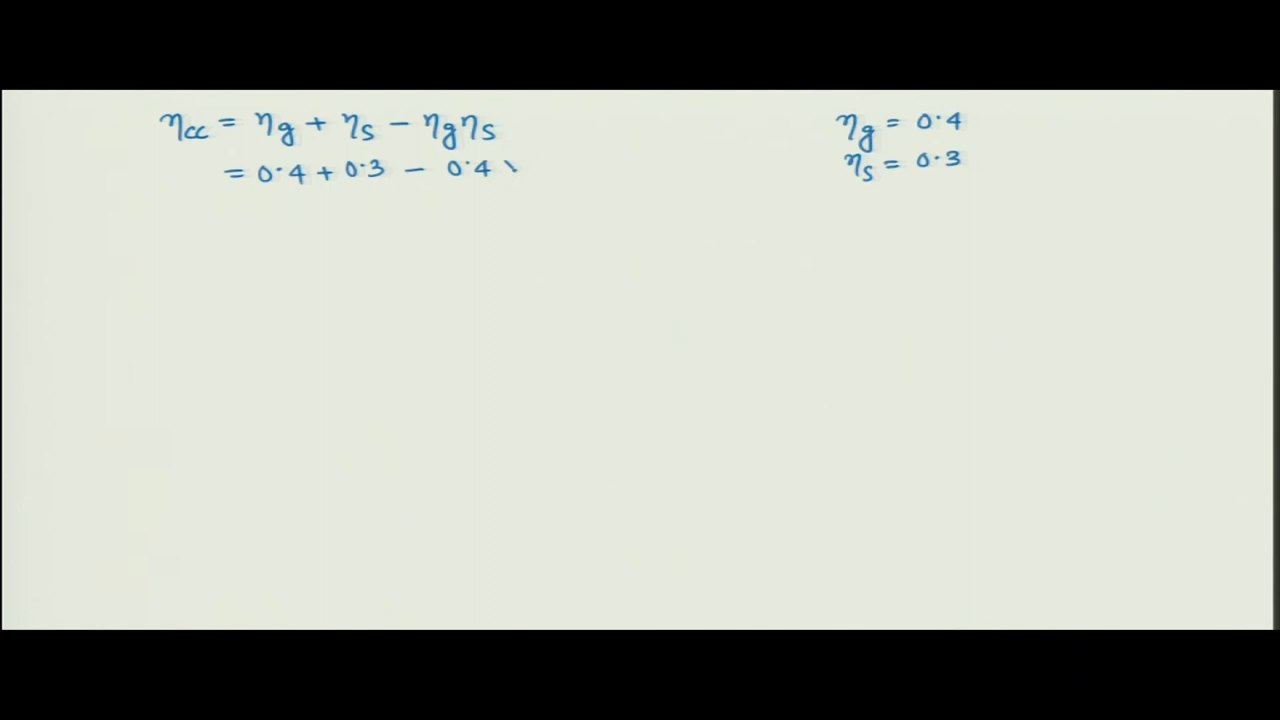 ηcc = ηg + ηs − ηgηs
= 0.4 + 0.3 − 0.4
ηg = 0.4
ηs = 0.3